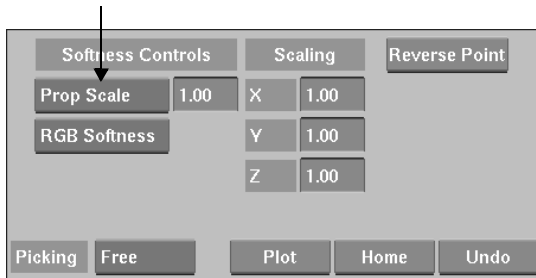 Softness Controls Scaling Reverse Point
Prop Scale 1.00 X 1.00
RGB Softness Y 1.00
Z 1.00
Picking Free Plot Home Undo